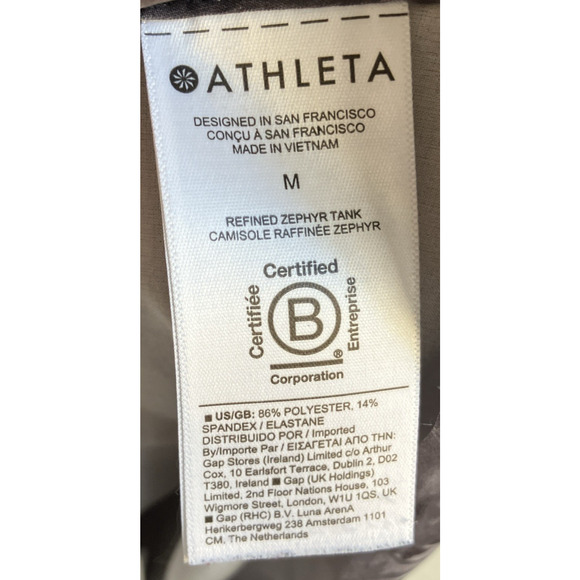 ATHLETA
DESIGNED IN SAN FRANCISCO
CONÇU À SAN FRANCISCO
MADE IN VIETNAM
M
REFINED ZEPHYR TANK
CAMISOLE RAFFINÉE ZEPHYR
Certified
Certifiée
B
Entreprise
®
Corporation
■ US/GB: 86% POLYESTER, 14%
SPANDEX / ELASTANE
DISTRIBUIDO POR / Imported
By/Importe Par / ΕΙΣΑΓΕΤΑΙ ΑΠΟ ΤΗΝ:
Gap Stores (Ireland) Limited c/o Arthur
Cox, 10 Earlsfort Terrace, Dublin 2, D02
T380, Ireland ■ Gap (UK Holdings)
Limited, 2nd Floor Nations House, 103
Wigmore Street, London, W1U 1QS, UK
■ Gap (RHC) B.V. Luna ArenA
Herikerbergweg 238 Amsterdam 1101
CM, The Netherlands